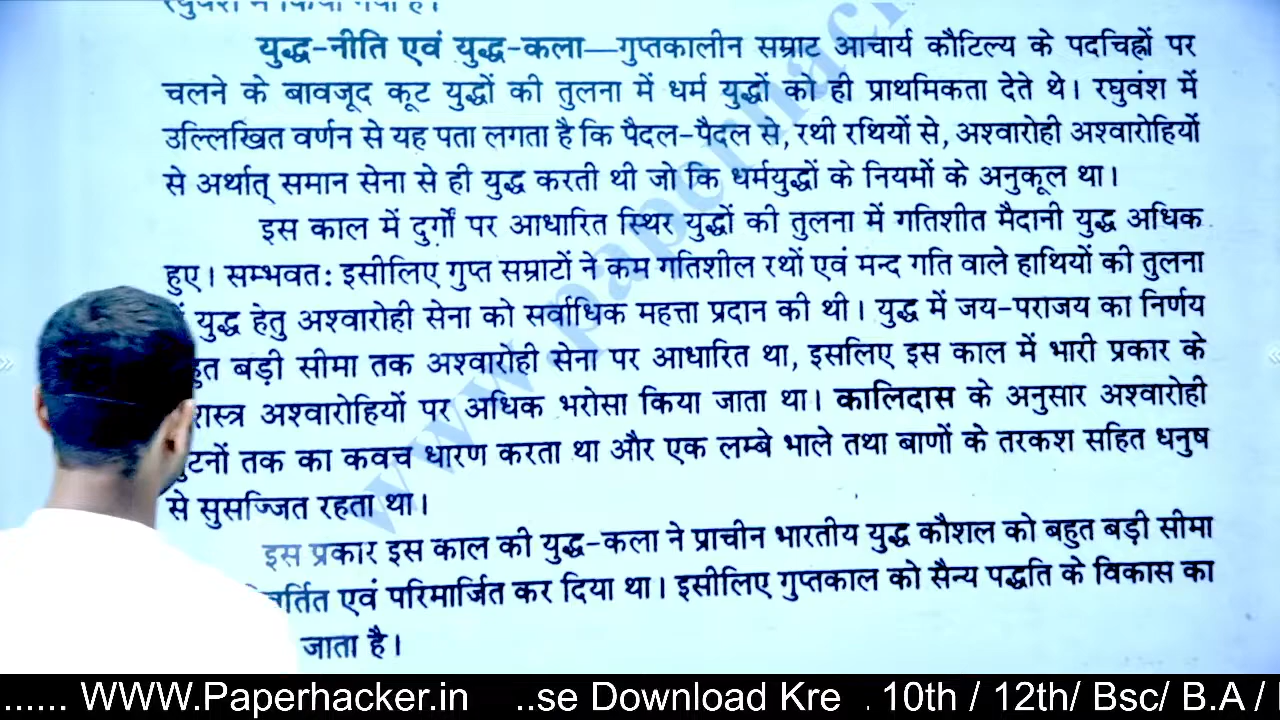 युद्ध-नीति एवं युद्ध-कला—गुप्तकालीन सम्राट आचार्य कौटिल्य के पदचिह्नों पर
चलने के बावजूद कूट युद्धों की तुलना में धर्म युद्धों को ही प्राथमिकता देते थे। रघुवंश में
उल्लिखित वर्णन से यह पता लगता है कि पैदल-पैदल से, रथी रथियों से, अश्वारोही अश्वारोहियों
से अर्थात् समान सेना से ही युद्ध करती थी जो कि धर्मयुद्धों के नियमों के अनुकूल था।
इस काल में दुर्गों पर आधारित स्थिर युद्धों की तुलना में गतिशीत मैदानी युद्ध अधिक
हुए। सम्भवत: इसीलिए गुप्त सम्राटों ने कम गतिशील रथों एवं मन्द गति वाले हाथियों की तुलना
युद्ध हेतु अश्वारोही सेना को सर्वाधिक महत्ता प्रदान की थी। युद्ध में जय-पराजय का निर्णय
बड़ी सीमा तक अश्वारोही सेना पर आधारित था, इसलिए इस काल में भारी प्रकार के
अश्वारोहियों पर अधिक भरोसा किया जाता था। कालिदास के अनुसार अश्वारोही
तक का कवच धारण करता था और एक लम्बे भाले तथा बाणों के तरकश सहित धनुष
से सुसज्जित रहता था।
इस प्रकार इस काल की युद्ध-कला ने प्राचीन भारतीय युद्ध कौशल को बहुत बड़ी सीमा
एवं परिमार्जित कर दिया था। इसीलिए गुप्तकाल को सैन्य पद्धति के विकास का
जाता है।
...... WWW.Paperhacker.in ..se Download Kre . 10th / 12th/ Bsc/ B.A /